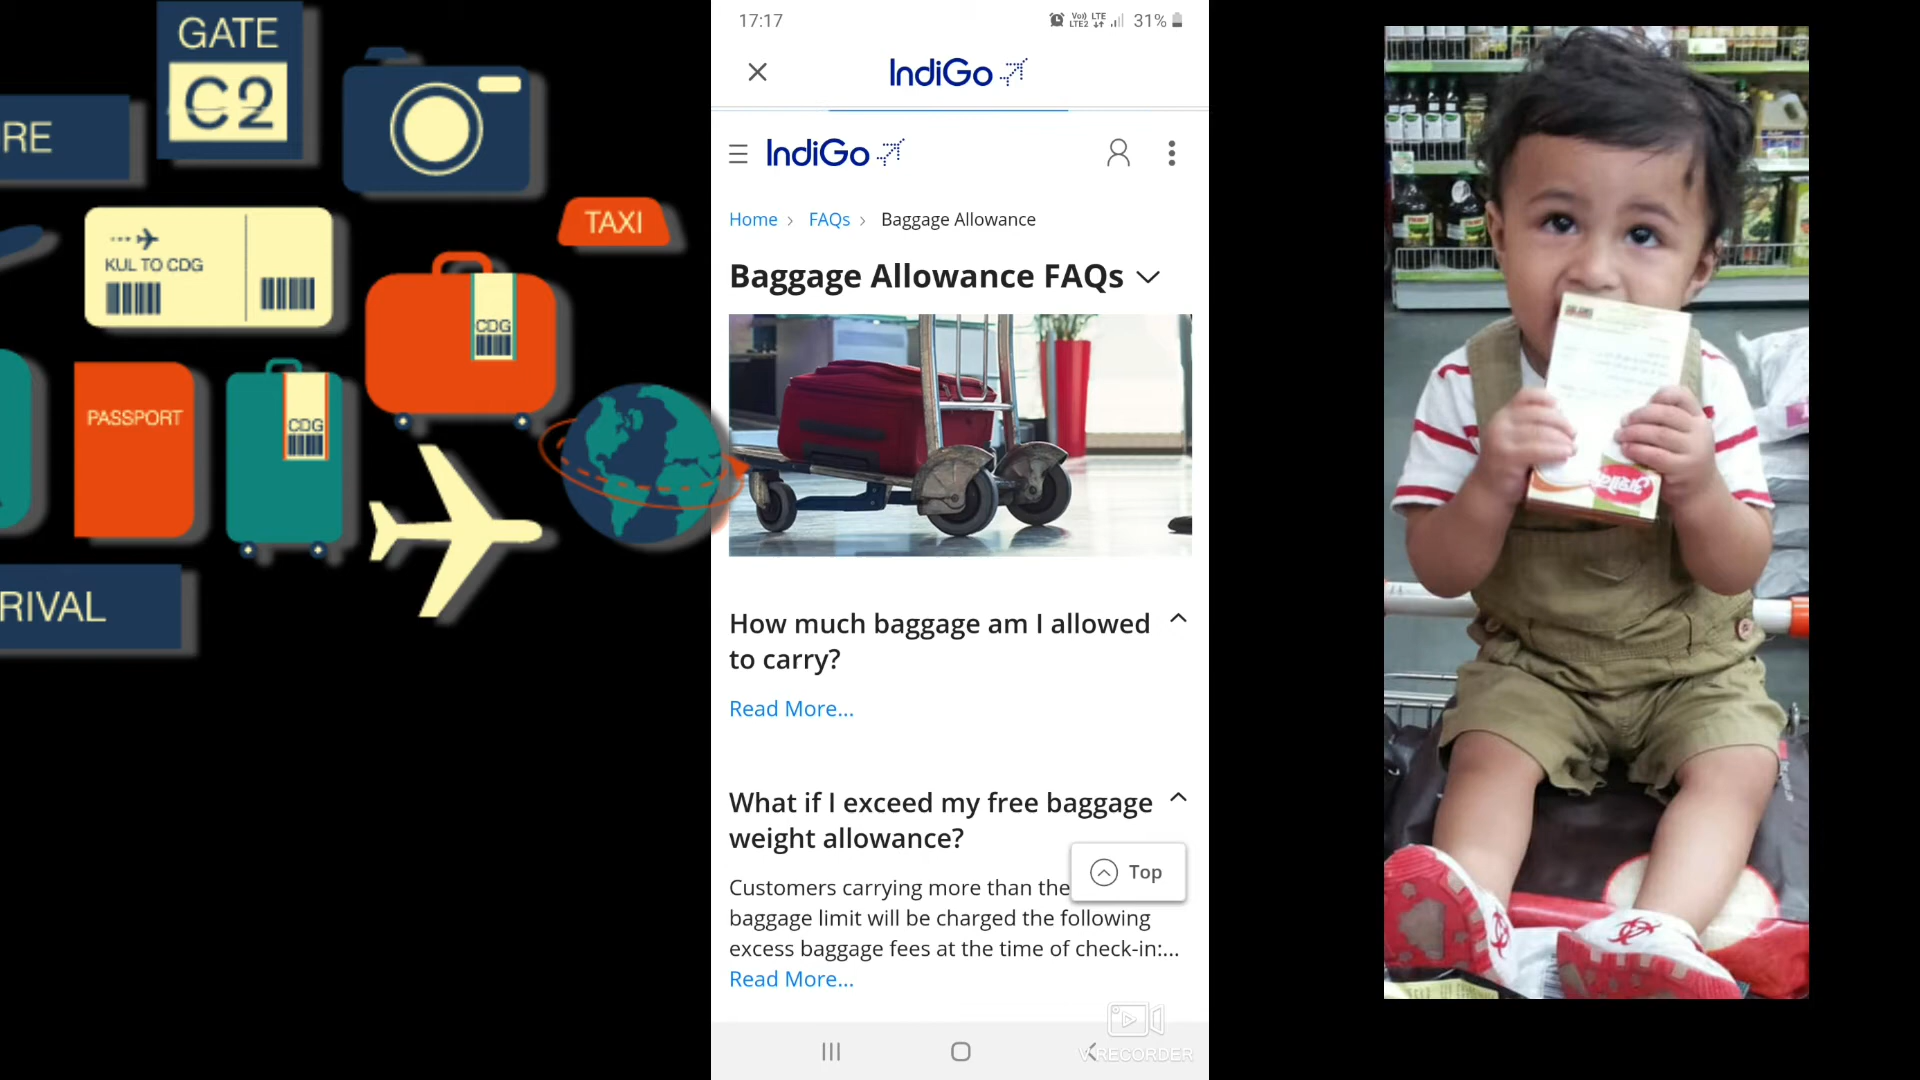 GATE
C2
RE
TAXI
KUL TO CDG
CDG
PASSPORT
CDG
RIVAL
17:17
Vo)) LTE
LTE2
31%
IndiGo
IndiGo
Home
FAQs
Baggage Allowance
Baggage Allowance FAQs
How much baggage am I allowed
to carry?
Read More...
What if I exceed my free baggage
weight allowance?
Customers carrying more than the
Top
baggage limit will be charged the following
excess baggage fees at the time of check-in:...
Read More...
V RECORDER